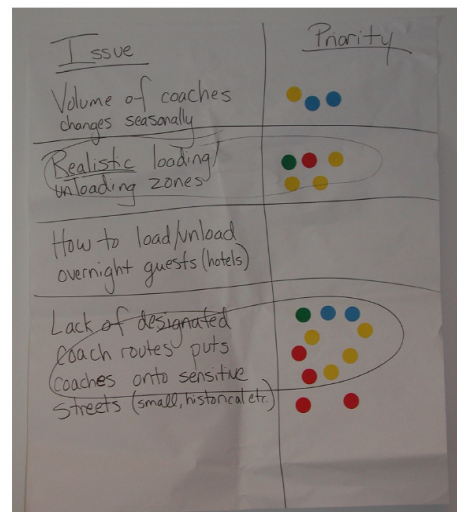 Issue
Priority
Volume of coaches
changes seasonally
Realistic loading/
unloading zones
How to load/unload
overnight guests (hotels)
Lack of designated
coach routes puts
coaches onto sensitive
streets (small, historical etc.)